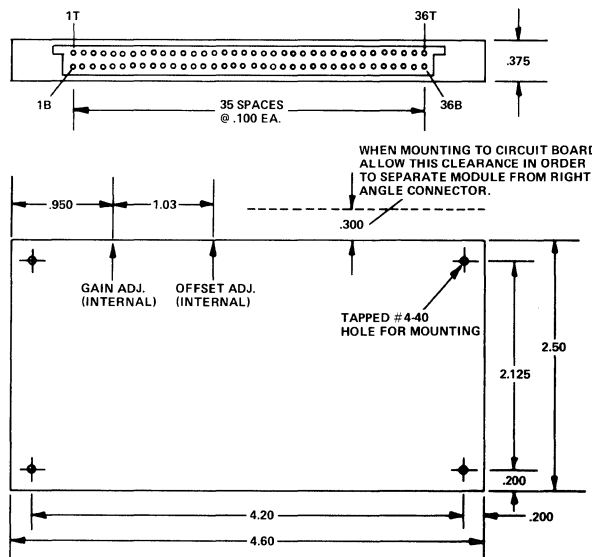 1T
36T
.375
1B
36B
35 SPACES
@ .100 EA.
WHEN MOUNTING TO CIRCUIT BOARD
ALLOW THIS CLEARANCE IN ORDER
TO SEPARATE MODULE FROM RIGHT
ANGLE CONNECTOR.
.950
1.03
.300
GAIN ADJ.
(INTERNAL)
OFFSET ADJ.
(INTERNAL)
TAPPED #4-40
HOLE FOR MOUNTING
2.50
2.125
.200
4.20
.200
4.60